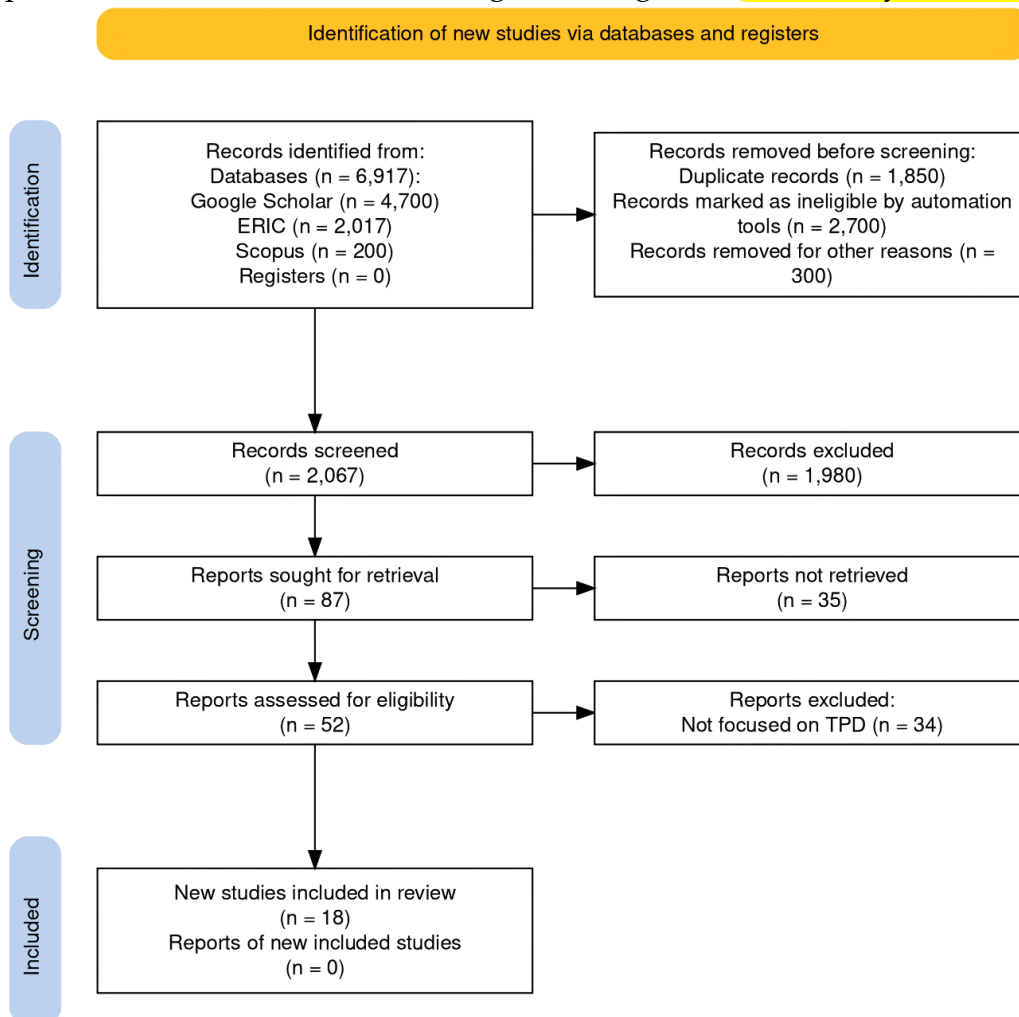 Identification of new studies via databases and registers
Identification
Records identified from:
Databases (n = 6,917):
Google Scholar (n = 4,700)
ERIC (n = 2,017)
Scopus (n = 200)
Registers (n = 0)
Records removed before screening:
Duplicate records (n = 1,850)
Records marked as ineligible by automation
tools (n = 2,700)
Records removed for other reasons (n =
300)
Screening
Records screened
(n = 2,067)
Records excluded
(n = 1,980)
Reports sought for retrieval
(n = 87)
Reports not retrieved
(n = 35)
Reports assessed for eligibility
(n = 52)
Reports excluded:
Not focused on TPD (n = 34)
Included
New studies included in review
(n = 18)
Reports of new included studies
(n = 0)